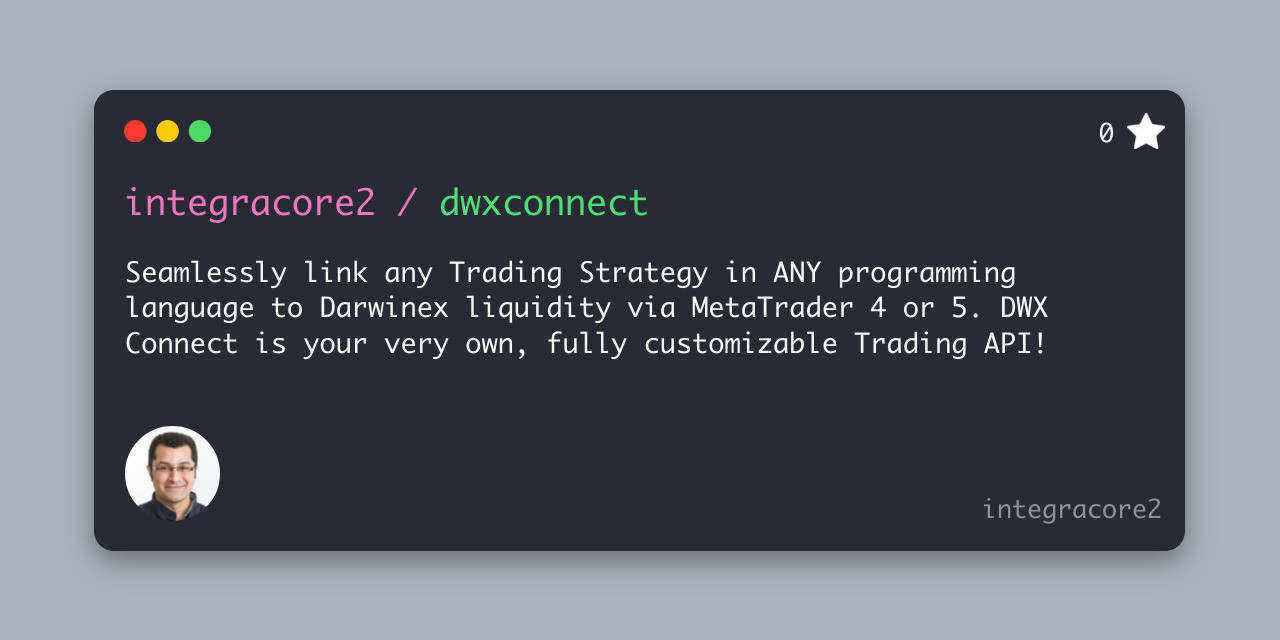 0
integracore2 / dwxconnect
Seamlessly link any Trading Strategy in ANY programming
language to Darwinex liquidity via MetaTrader 4 or 5. DWX
Connect is your very own, fully customizable Trading API!
integracore2